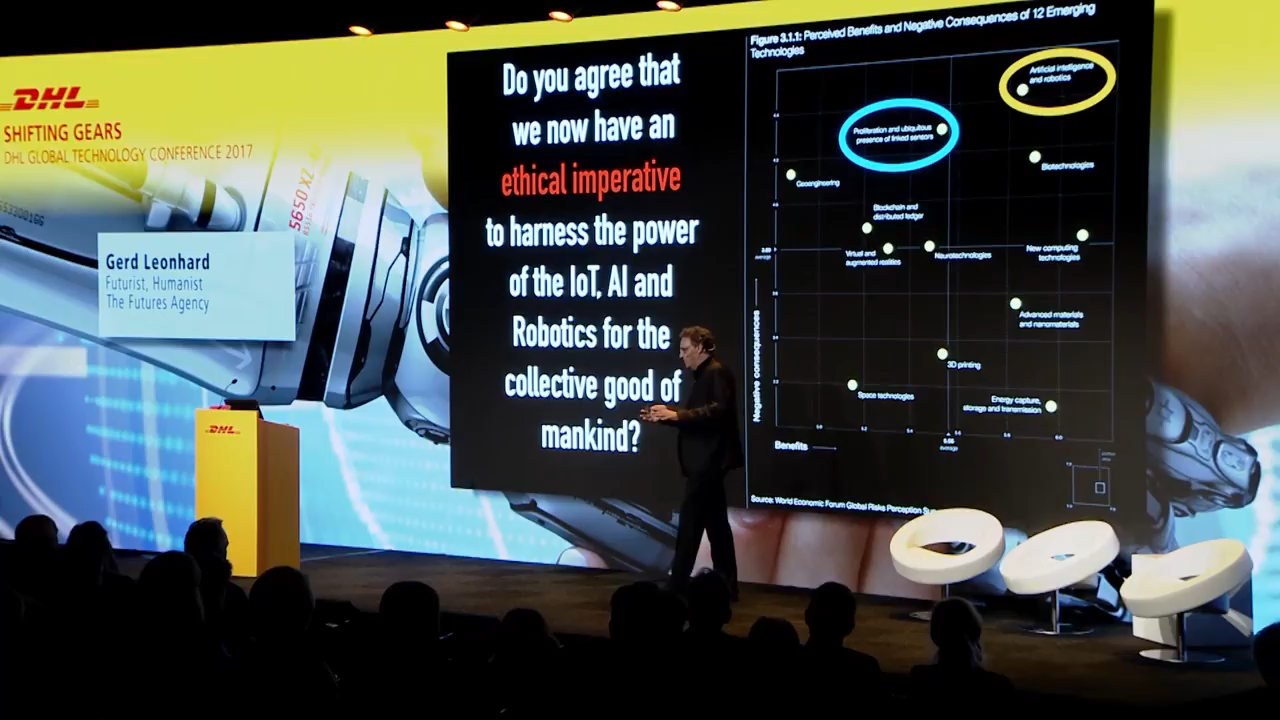 DHL
SHIFTING GEARS
DHL GLOBAL TECHNOLOGY CONFERENCE 2017
5650 XL
Gerd Leonhard
Futurist, Humanist
The Futures Agency
DHL
Do you agree that
we now have an
ethical imperative
to harness the power
of the IoT, AI and
Robotics for the
collective good of
mankind?
Figure 3.1.1: Perceived Benefits and Negative Consequences of 12 Emerging
Technologies
Artificial intelligence
and robotics
Proliferation and ubiquitous
presence of linked sensors
Biotechnologies
Geoengineering
Blockchain and
distributed ledger
Virtual and
augmented realities
Neurotechnologies
New computing
technologies
Advanced materials
and nanomaterials
3D printing
Space technologies
Energy capture,
storage and transmission
Negative consequences
average
Benefits
average
Source: World Economic Forum Global Risks Perception